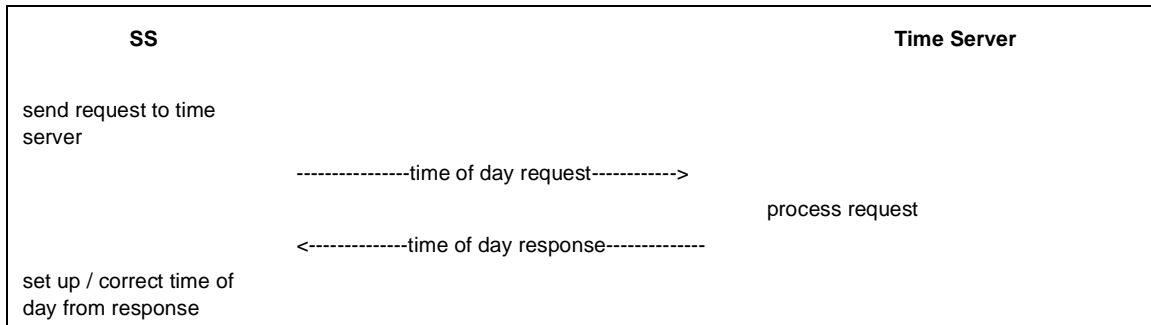 SS Time Server
send request to time
server
----------------time of day request------------>
process request
<--------------time of day response--------------
set up / correct time of
day from response